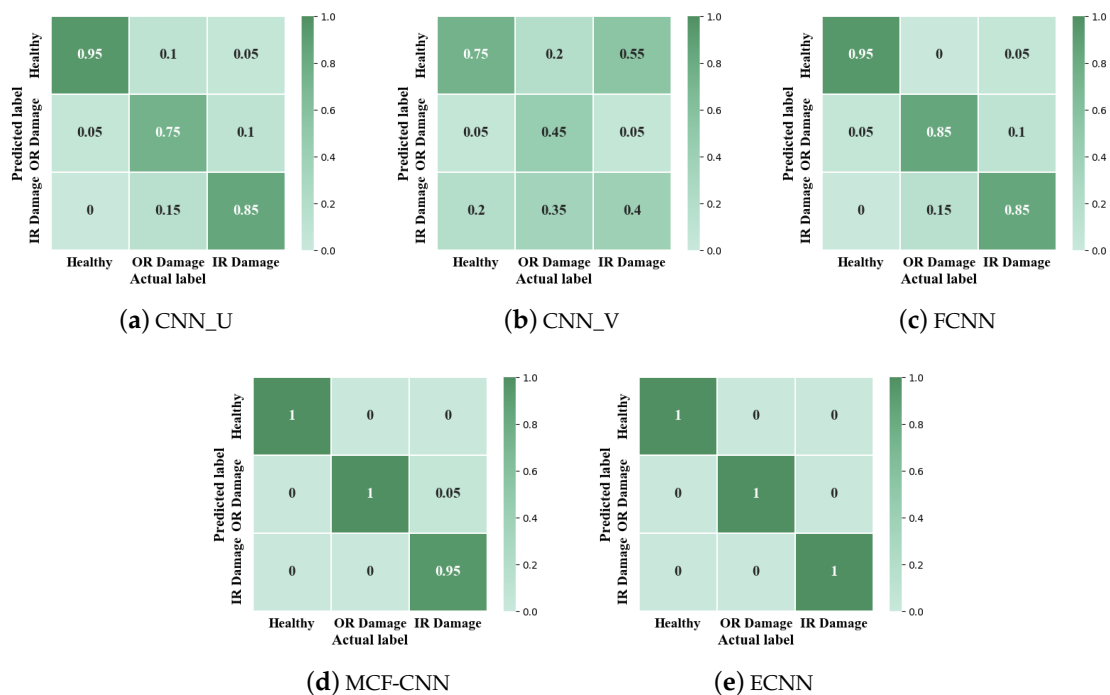 1.0
0.8
0.6
0.4
0.2
0.0
Predicted label
Healthy
OR Damage
IR Damage
0.95 0.1 0.05
0.05 0.75 0.1
0 0.15 0.85
Healthy OR Damage IR Damage
Actual label
(a) CNN_U
1.0
0.8
0.6
0.4
0.2
0.0
Predicted label
Healthy
OR Damage
IR Damage
0.75 0.2 0.55
0.05 0.45 0.05
0.2 0.35 0.4
Healthy OR Damage IR Damage
Actual label
(b) CNN_V
1.0
0.8
0.6
0.4
0.2
0.0
Predicted label
Healthy
OR Damage
IR Damage
0.95 0 0.05
0.05 0.85 0.1
0 0.15 0.85
Healthy OR Damage IR Damage
Actual label
(c) FCNN
1.0
0.8
0.6
0.4
0.2
0.0
Predicted label
Healthy
OR Damage
IR Damage
1 0 0
0 1 0.05
0 0 0.95
Healthy OR Damage IR Damage
Actual label
(d) MCF-CNN
1.0
0.8
0.6
0.4
0.2
0.0
Predicted label
Healthy
OR Damage
IR Damage
1 0 0
0 1 0
0 0 1
Healthy OR Damage IR Damage
Actual label
(e) ECNN